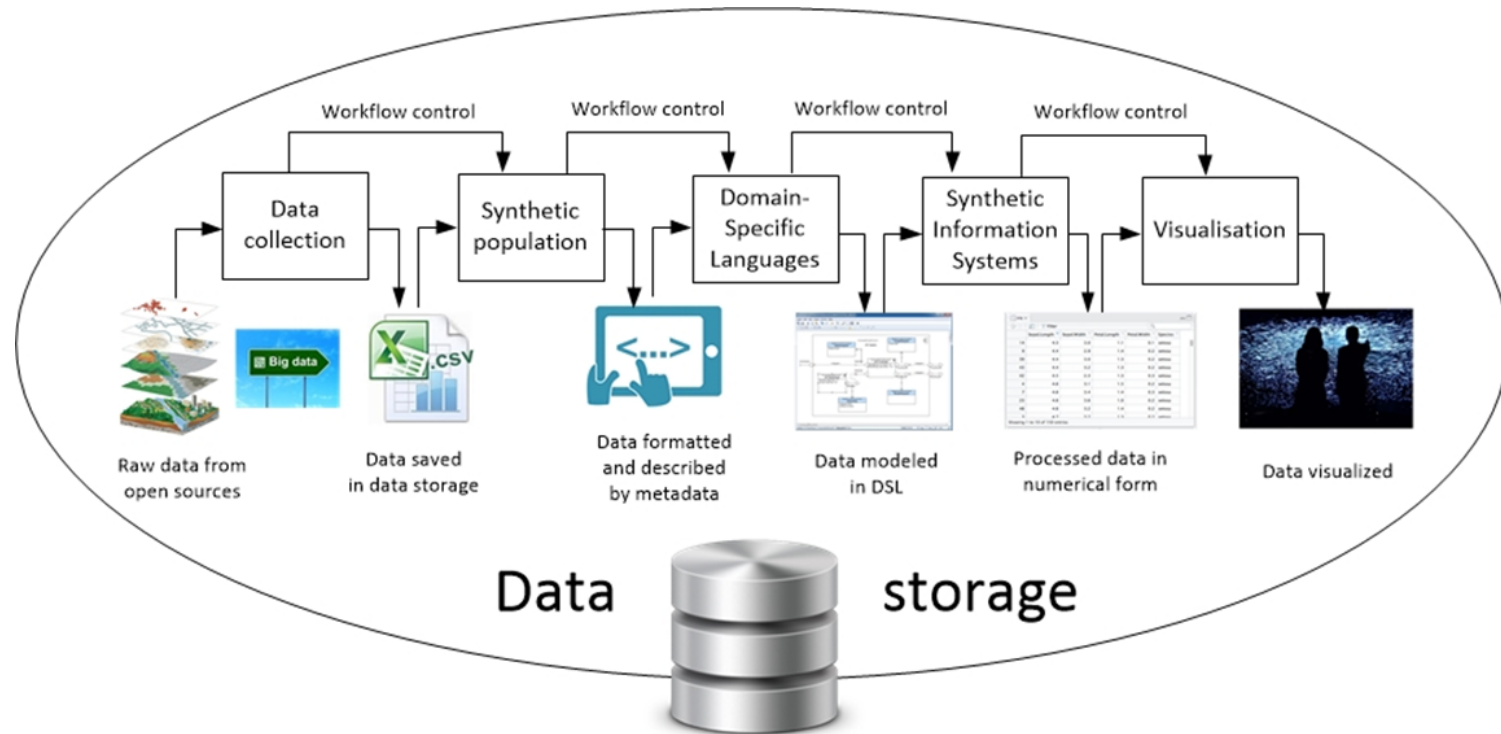 Workflow control
Workflow control
Workflow control
Workflow control
Data
collection
Synthetic
population
Domain-
Specific
Languages
Synthetic
Information
Systems
Visualisation
Big data
.CSV
<...>
Raw data from
open sources
Data saved
in data storage
Data formatted
and described
by metadata
Data modeled
in DSL
Processed data in
numerical form
Data visualized
Data storage